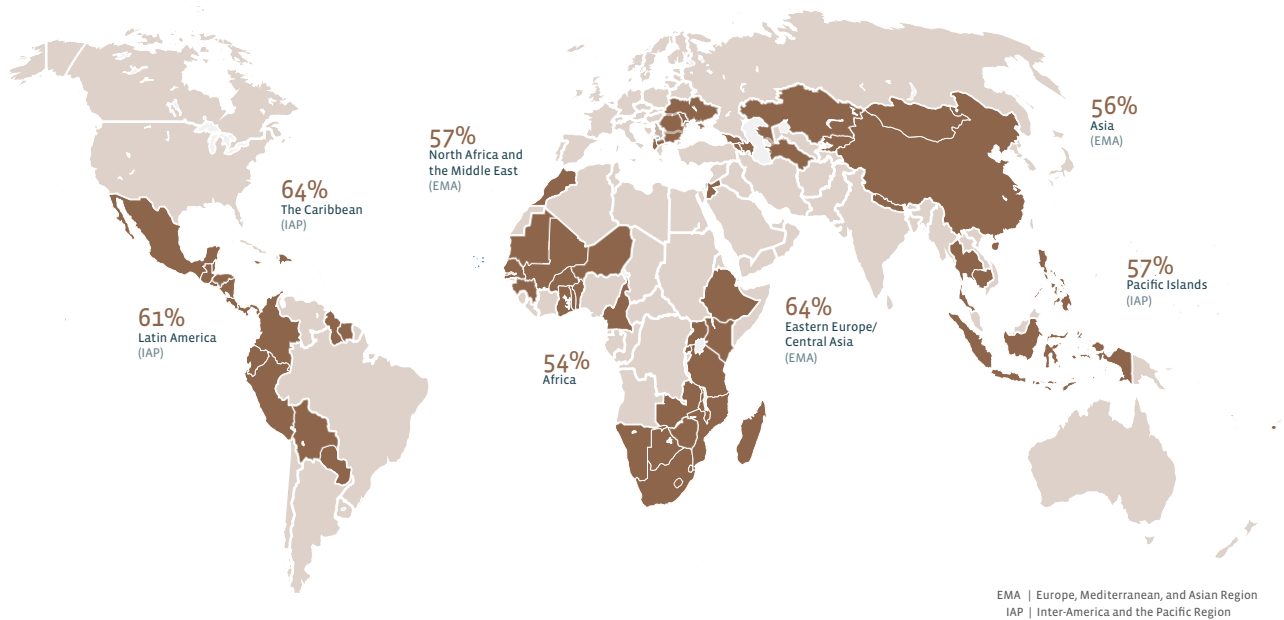 64%
The Caribbean
(IAP)
61%
Latin America
(IAP)
57%
North Africa and
the Middle East
(EMA)
54%
Africa
64%
Eastern Europe/
Central Asia
(EMA)
56%
Asia
(EMA)
57%
Pacific Islands
(IAP)
EMA | Europe, Mediterranean, and Asian Region
IAP | Inter-America and the Pacific Region